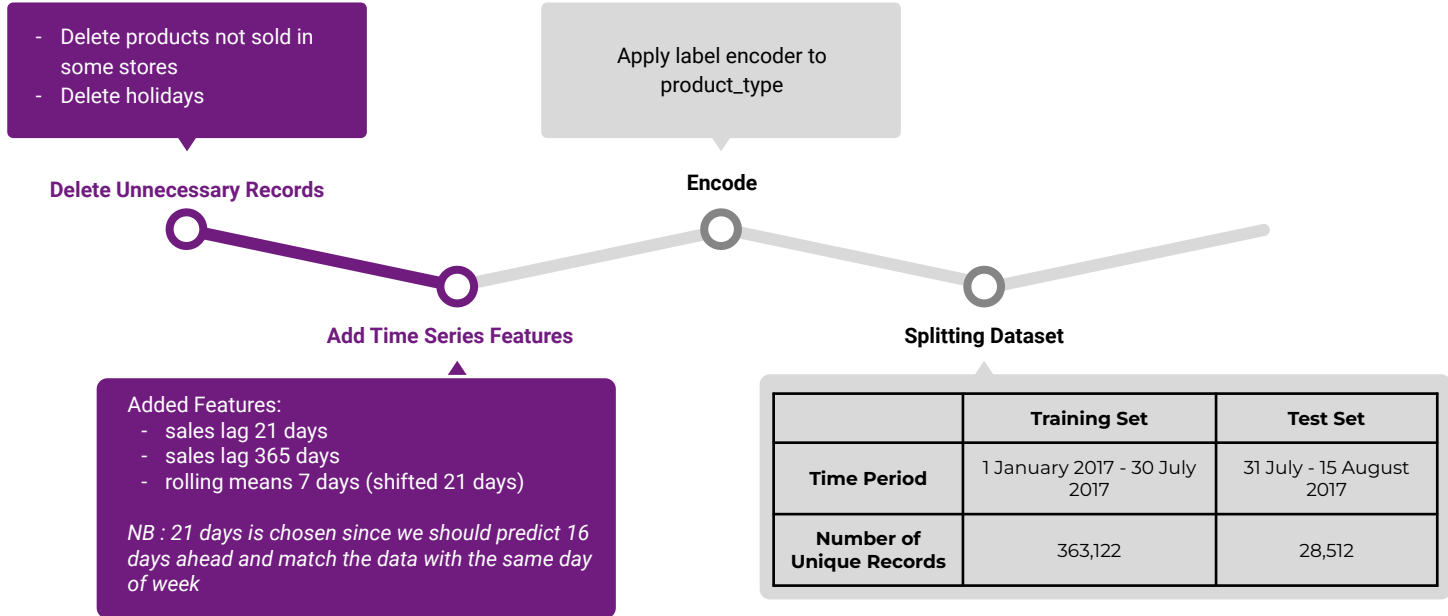 - Delete products not sold in
some stores
- Delete holidays
Delete Unnecessary Records
Apply label encoder to
product_type
Encode
Add Time Series Features
Added Features:
- sales lag 21 days
- sales lag 365 days
- rolling means 7 days (shifted 21 days)
NB : 21 days is chosen since we should predict 16
days ahead and match the data with the same day
of week
Splitting Dataset
Training Set
Test Set
Time Period
1 January 2017 - 30 July
2017
31 July - 15 August
2017
Number of
Unique Records
363,122
28,512